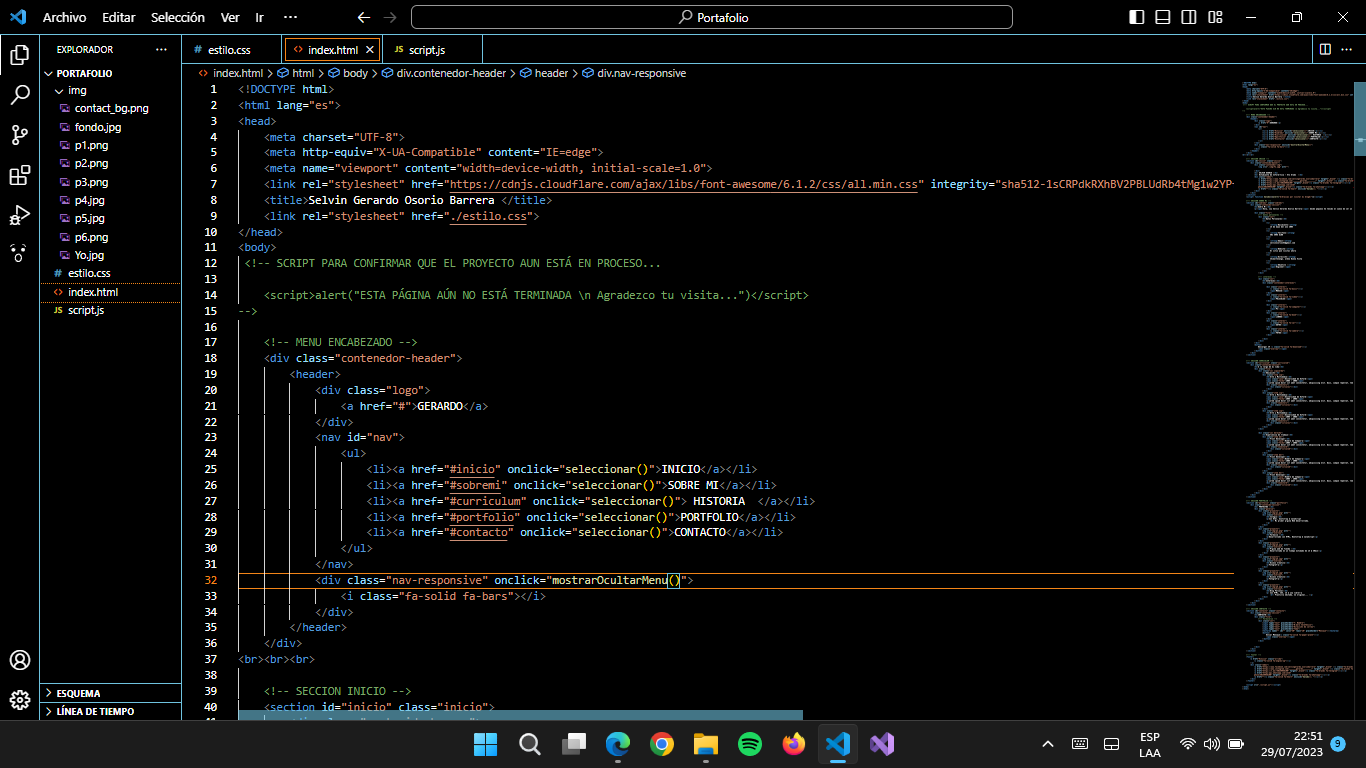 Archivo Editar Selección Ver Ir ··· Portafolio
EXPLORADOR ···
estilo.css index.html script.js
PORTAFOLIO
img
contact_bg.png
fondo.jpg
p1.png
p2.png
p3.png
p4.jpg
p5.jpg
p6.png
Yo.jpg
estilo.css
index.html
JS script.js
ESQUEMA
LÍNEA DE TIEMPO
index.html > html > body > div.contenedor-header > header > div.nav-responsive
1 <!DOCTYPE html>
2 <html lang="es">
3 <head>
4 <meta charset="UTF-8">
5 <meta http-equiv="X-UA-Compatible" content="IE=edge">
6 <meta name="viewport" content="width=device-width, initial-scale=1.0">
7 <link rel="stylesheet" href="https://cdnjs.cloudflare.com/ajax/libs/font-awesome/6.1.2/css/all.min.css" integrity="sha512-1sCRPdkRXhBV2PBLUdRb4tMg1w2YP
8 <title>Selvin Gerardo Osorio Barrera </title>
9 <link rel="stylesheet" href="./estilo.css">
10 </head>
11 <body>
12 <!-- SCRIPT PARA CONFIRMAR QUE EL PROYECTO AUN ESTÁ EN PROCESO...
13
14 <script>alert("ESTA PÁGINA AÚN NO ESTÁ TERMINADA \n Agradezco tu visita...")</script>
15 -->
16
17 <!-- MENU ENCABEZADO -->
18 <div class="contenedor-header">
19 <header>
20 <div class="logo">
21 <a href="#">GERARDO</a>
22 </div>
23 <nav id="nav">
24 <ul>
25 <li><a href="#inicio" onclick="seleccionar()">INICIO</a></li>
26 <li><a href="#sobremi" onclick="seleccionar()">SOBRE MI</a></li>
27 <li><a href="#curriculum" onclick="seleccionar()"> HISTORIA  </a></li>
28 <li><a href="#portfolio" onclick="seleccionar()">PORTFOLIO</a></li>
29 <li><a href="#contacto" onclick="seleccionar()">CONTACTO</a></li>
30 </ul>
31 </nav>
32 <div class="nav-responsive" onclick="mostrarOcultarMenu()">
33 <i class="fa-solid fa-bars"></i>
34 </div>
35 </header>
36 </div>
37 <br><br><br>
38
39 <!-- SECCION INICIO -->
40 <section id="inicio" class="inicio">
ESP
LAA
22:51
29/07/2023
9